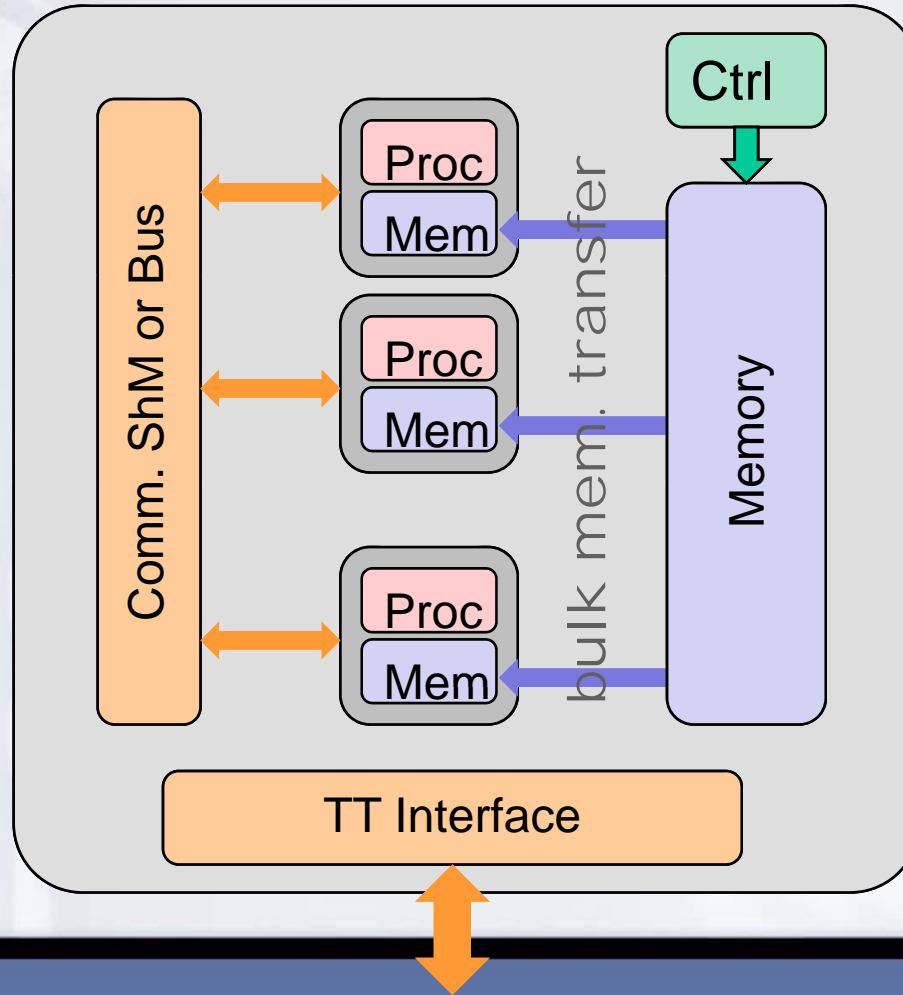 Ctrl
Comm. ShM or Bus
Proc
Mem
Proc
Mem
Proc
Mem
bulk mem. transfer
Memory
TT Interface